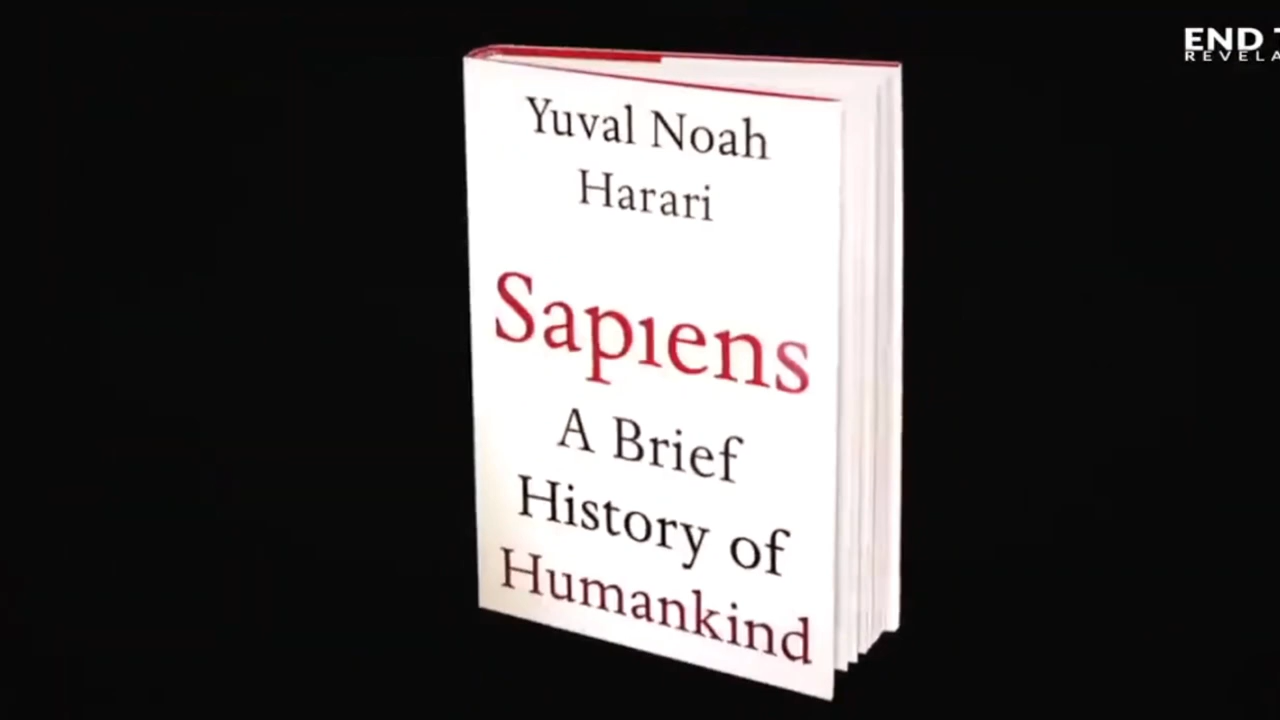 Yuval Noah
Harari
Sapiens
A Brief
History of
Humankind
END
REVELA